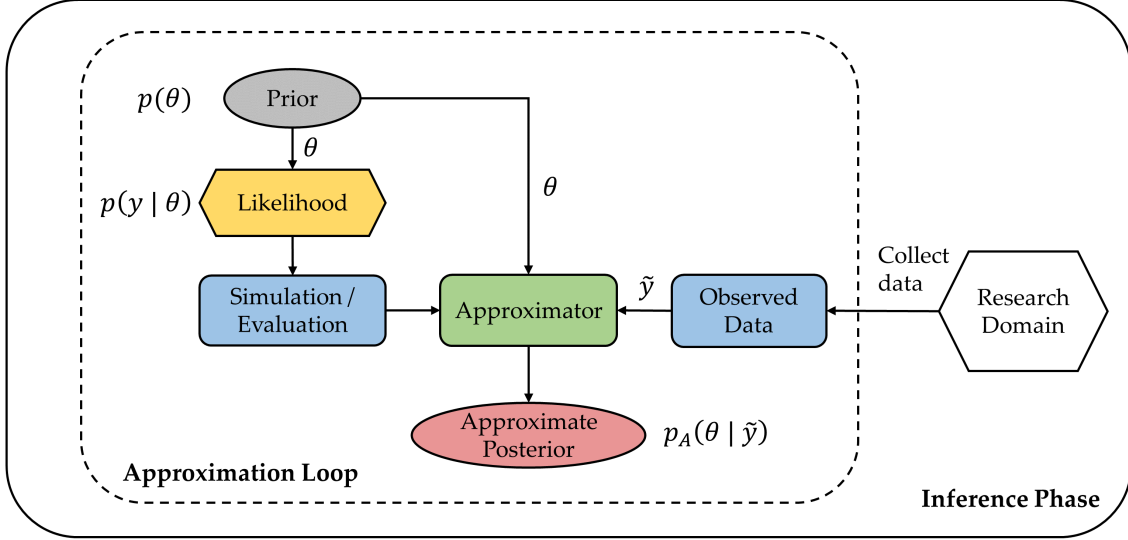 p(θ)
Prior
θ
p(y | θ)
Likelihood
θ
Simulation /
Evaluation
Approximator
ỹ
Observed
Data
Collect
data
Research
Domain
Approximate
Posterior
p_A(θ | ỹ)
Approximation Loop
Inference Phase